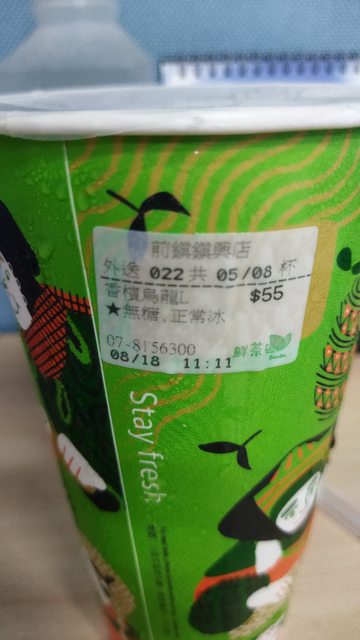 前鎮鎮興店
外送 022 共 05/08 杯
香檳烏龍L $55
★無糖,正常冰
07-8156300
鮮茶道
08/18 11:11
Stay fresh